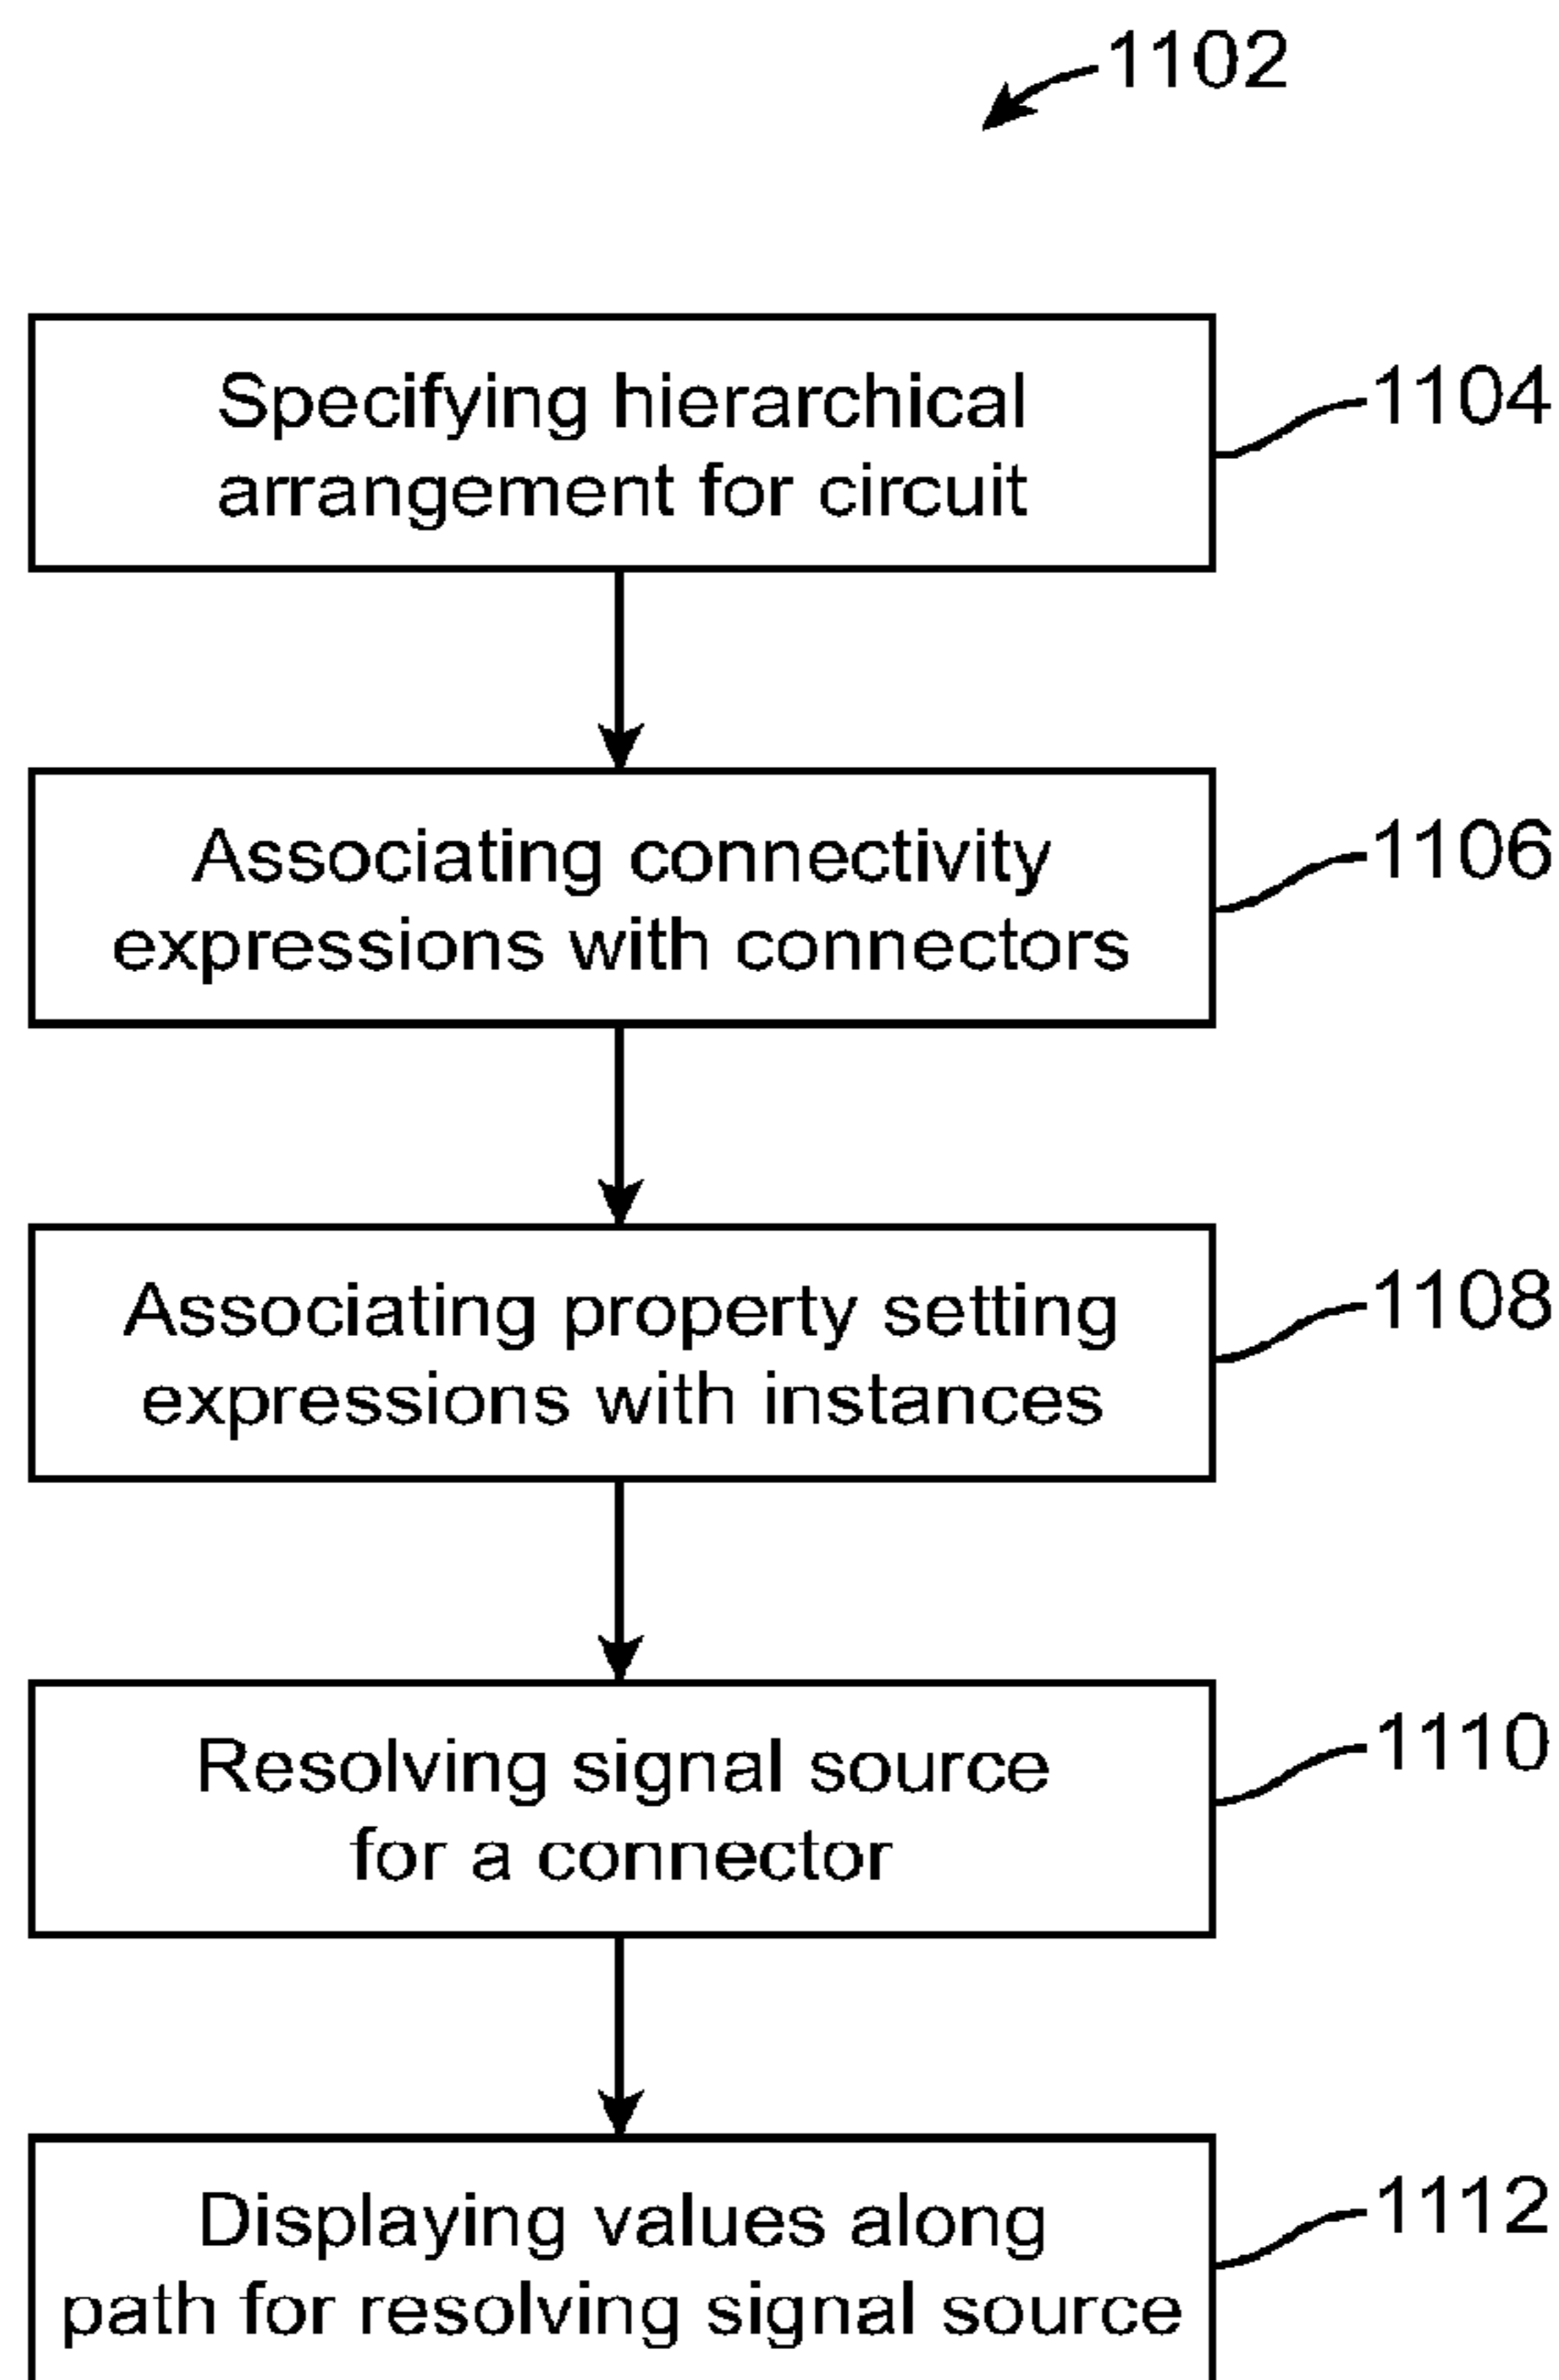 1102
Specifying hierarchical
arrangement for circuit
1104
Associating connectivity
expressions with connectors
1106
Associating property setting
expressions with instances
1108
Resolving signal source
for a connector
1110
Displaying values along
path for resolving signal source
1112